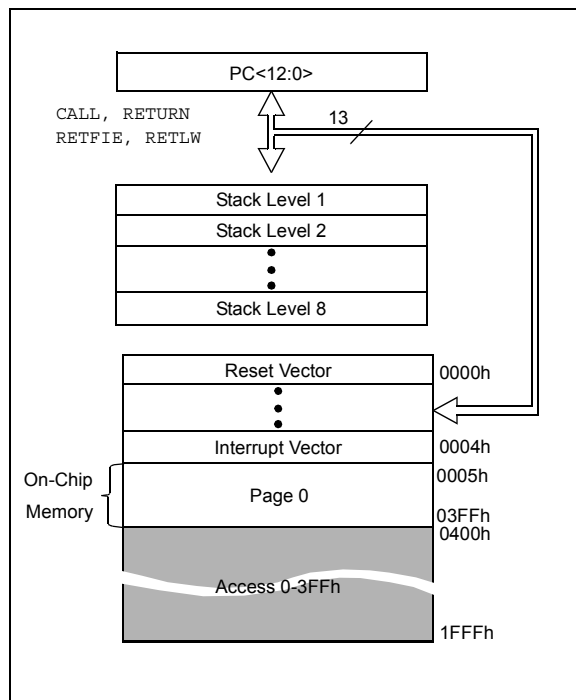 PC<12:0>
CALL, RETURN
RETFIE, RETLW
13
Stack Level 1
Stack Level 2
Stack Level 8
Reset Vector
0000h
Interrupt Vector
0004h
On-Chip
Memory
Page 0
0005h
03FFh
0400h
Access 0-3FFh
1FFFh